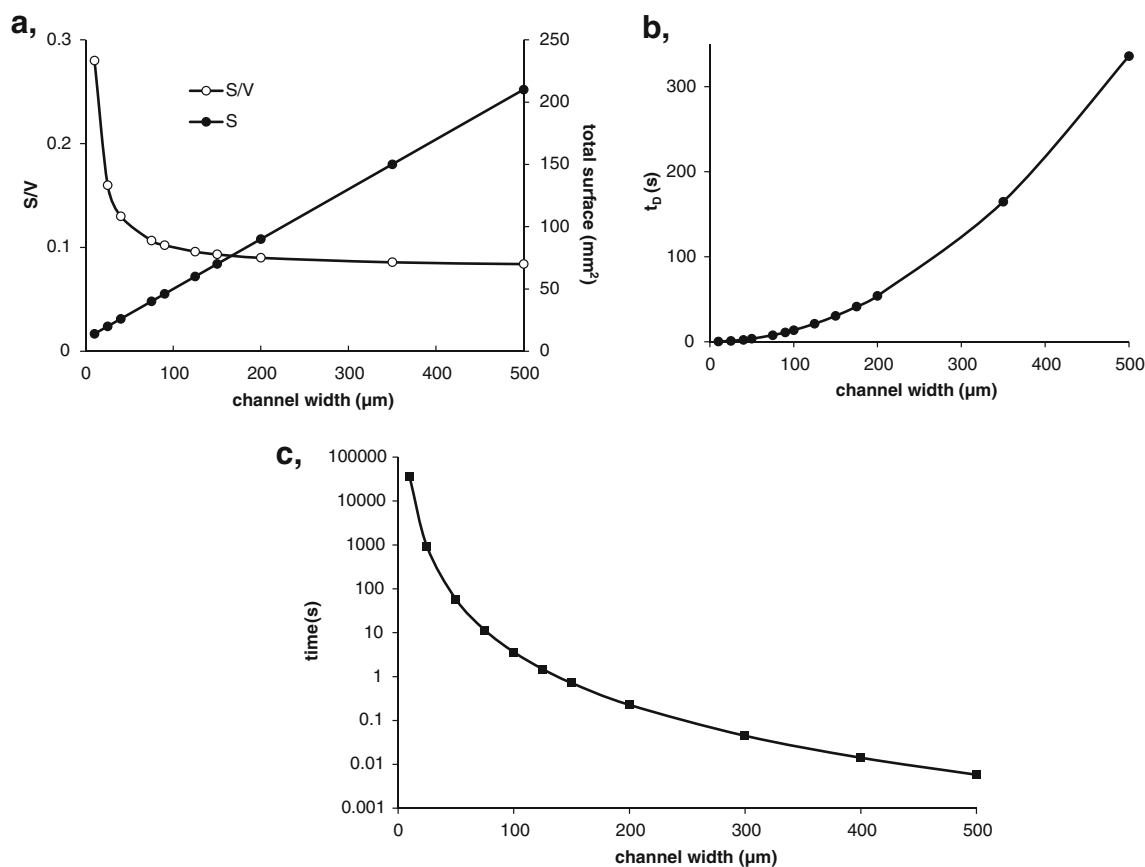 a,
0.3
0.2
0.1
0
S/V
S/V
S
250
200
150
100
50
0
total surface (mm²)
0 100 200 300 400 500
channel width (µm)
b,
300
200
100
0
t_D (s)
0 100 200 300 400 500
channel width (µm)
c,
100000
10000
1000
100
10
1
0.1
0.01
0.001
time(s)
0 100 200 300 400 500
channel width (µm)